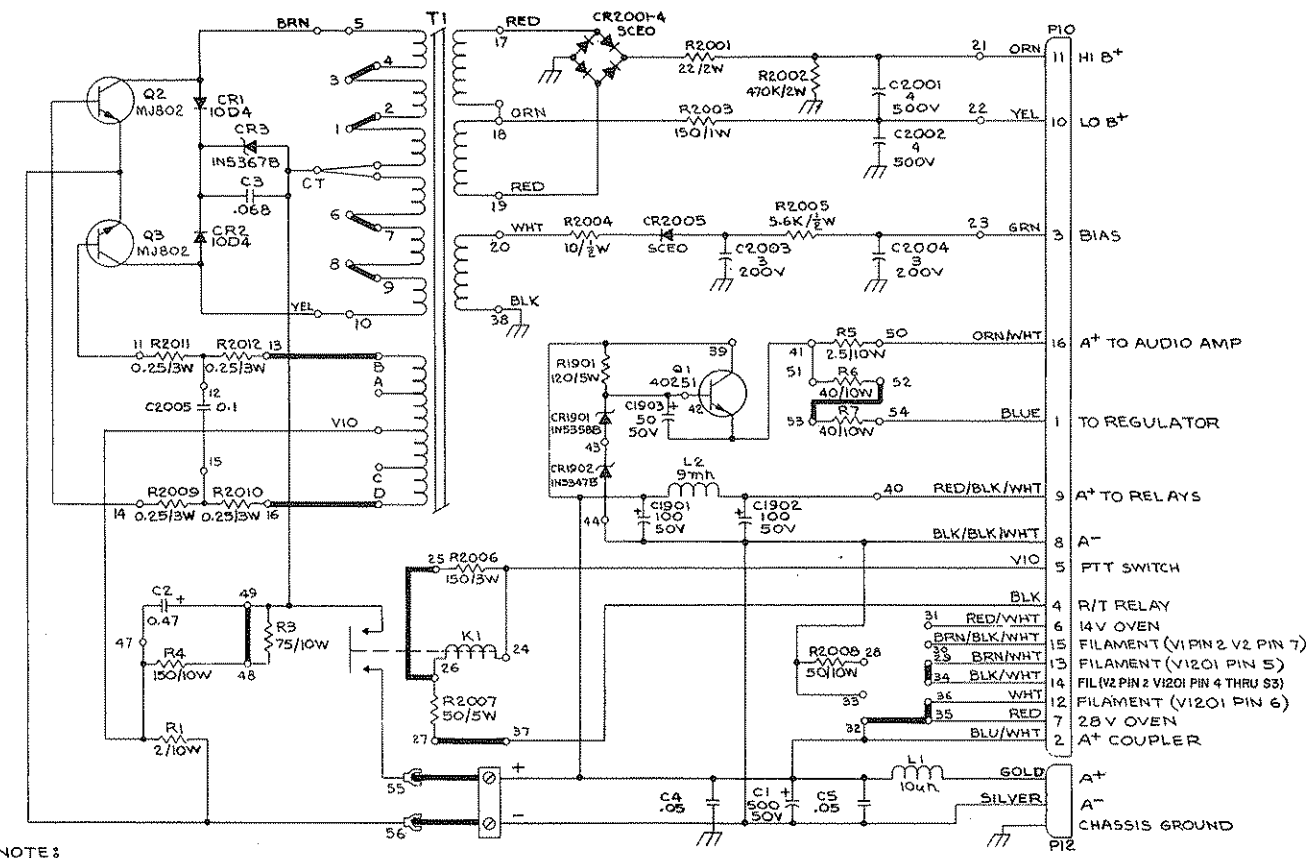 BRN 5 T1 RED 17 CR2001-4 SCEO P10
R2001 22/2W 21 ORN 11 HI B+
4 3 R2002 470K/2W C2001 4 500V
Q2 MJ802 CR1 10D4 2 1 ORN 18 R2003 150/1W 22 YEL 10 LO B+
CR3 1N5367B C2002 4 500V
CT C3 .068 RED 19
6 7 WHT 20 R2004 10/½W CR2005 SCEO R2005 5.6K/½W 23 GRN 3 BIAS
Q3 MJ802 CR2 10D4 8 9 C2003 3 200V C2004 3 200V
YEL 10 BLK 38
11 R2011 0.25/3W R2012 0.25/3W 13 B 39 41 R5 2.5/10W 50 ORN/WHT 16 A+ TO AUDIO AMP
A R1901 120/5W Q1 40251 51 R6 40/10W 52
12 C2005 0.1 CR1901 1N5358B C1903 + 50 50V 42
VIO 43 53 R7 40/10W 54 BLUE 1 TO REGULATOR
15 C CR1902 1N5347B L2 9mh
14 R2009 0.25/3W R2010 0.25/3W 16 D 40 RED/BLK/WHT 9 A+ TO RELAYS
44 + C1901 100 50V + C1902 100 50V BLK/BLK/WHT 8 A-
25 R2006 150/3W VIO 5 PTT SWITCH
C2 + 0.47 49 BLK 4 R/T RELAY
47 R3 75/10W K1 24 31 RED/WHT 6 14V OVEN
BRN/BLK/WHT 15 FILAMENT (V1 PIN 2 V2 PIN 7)
R4 150/10W 48 26 R2008 50/10W 28 30 29 BRN/WHT 13 FILAMENT (V1201 PIN 5)
34 BLK/WHT 14 FIL (V2 PIN 2 V1201 PIN 4 THRU S3)
R2007 50/5W 33 36 WHT 12 FILAMENT (V1201 PIN 6)
R1 2/10W 27 37 32 35 RED 7 28V OVEN
BLU/WHT 2 A+ COUPLER
55 + L1 10uh GOLD A+
C4 .05 C1 + 500 50V C5 .05 SILVER A-
56 - CHASSIS GROUND
P12
NOTE: